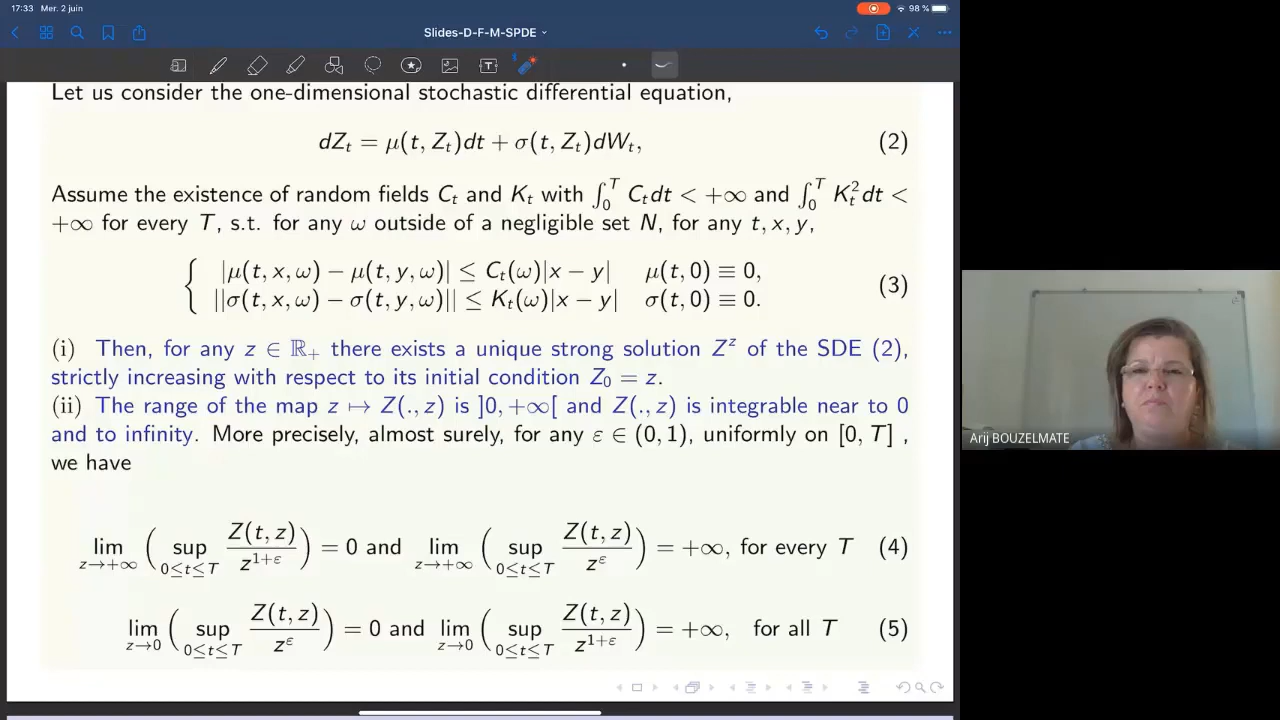 17:33 Mer. 2 juin
98 %
Slides-D-F-M-SPDE
Let us consider the one-dimensional stochastic differential equation,
dZ_t = μ(t, Z_t)dt + σ(t, Z_t)dW_t, (2)
Assume the existence of random fields C_t and K_t with ∫_0^T C_t dt < +∞ and ∫_0^T K_t^2 dt <
+∞ for every T, s.t. for any ω outside of a negligible set N, for any t, x, y,
{ |μ(t, x, ω) − μ(t, y, ω)| ≤ C_t(ω)|x − y| μ(t, 0) ≡ 0,
||σ(t, x, ω) − σ(t, y, ω)|| ≤ K_t(ω)|x − y| σ(t, 0) ≡ 0. (3)
(i) Then, for any z ∈ ℝ_+ there exists a unique strong solution Z^z of the SDE (2),
strictly increasing with respect to its initial condition Z_0 = z.
(ii) The range of the map z ↦ Z(., z) is ]0, +∞[ and Z(., z) is integrable near to 0
and to infinity. More precisely, almost surely, for any ε ∈ (0, 1), uniformly on [0, T] ,
we have
lim_{z→+∞} ( sup_{0≤t≤T} Z(t, z)/z^{1+ε} ) = 0 and lim_{z→+∞} ( sup_{0≤t≤T} Z(t, z)/z^ε ) = +∞, for every T (4)
lim_{z→0} ( sup_{0≤t≤T} Z(t, z)/z^ε ) = 0 and lim_{z→0} ( sup_{0≤t≤T} Z(t, z)/z^{1+ε} ) = +∞, for all T (5)
Arij BOUZELMATE